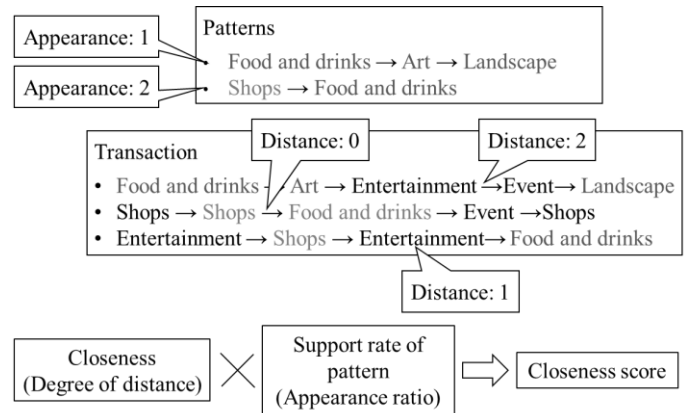 Patterns
Appearance: 1
• Food and drinks → Art → Landscape
Appearance: 2
• Shops → Food and drinks
Distance: 0
Distance: 2
Transaction
• Food and drinks → Art → Entertainment →Event→ Landscape
• Shops → Shops → Food and drinks → Event →Shops
• Entertainment → Shops → Entertainment→ Food and drinks
Distance: 1
Closeness
(Degree of distance)
Support rate of
pattern
(Appearance ratio)
Closeness score